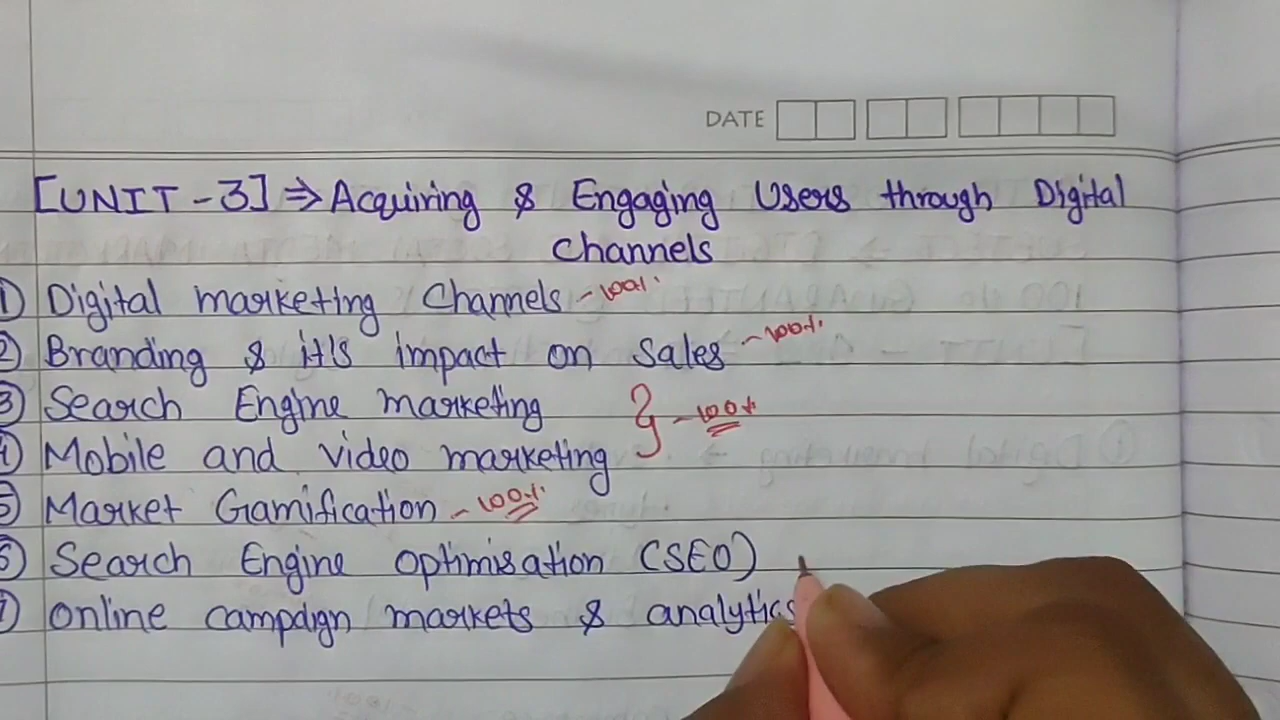 DATE
[UNIT-3] ⇒ Acquiring & Engaging Users through Digital
Channels
① Digital marketing Channels - 100%
② Branding & it's impact on Sales - 100%
③ Search Engine marketing
④ Mobile and video marketing } - 100%
⑤ Market Gamification - 100%
⑥ Search Engine Optimisation (SEO)
⑦ Online campaign markets & analytics